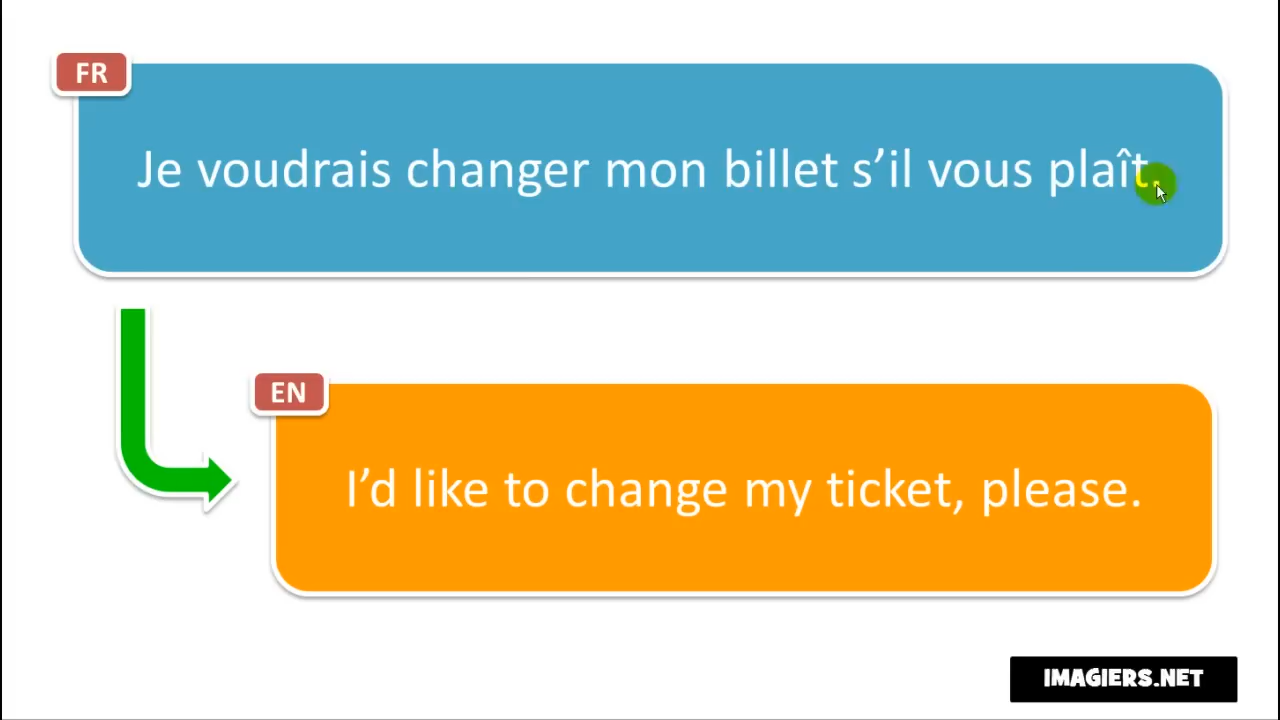 FR
Je voudrais changer mon billet s’il vous plaît.
EN
I’d like to change my ticket, please.
IMAGIERS.NET